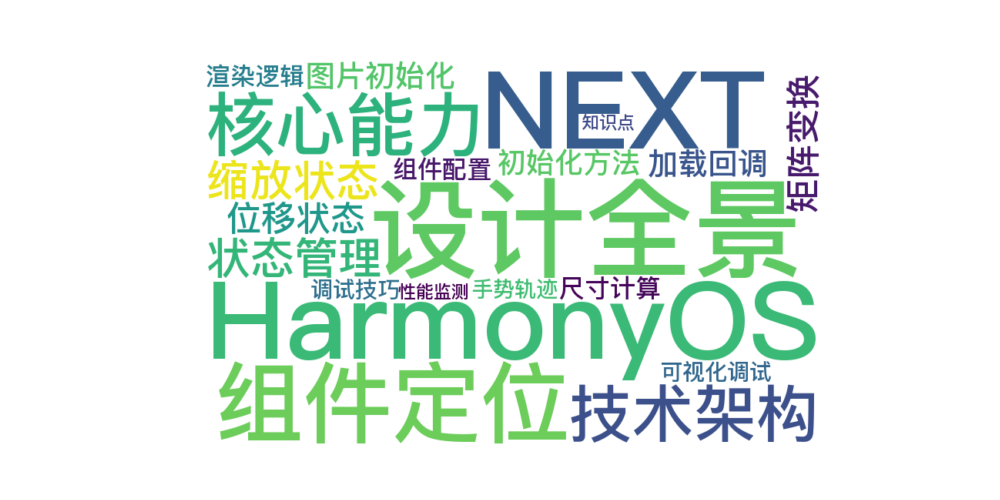 渲染逻辑
图片初始化
核心能力
NEXT
知识点
矩阵变换
缩放状态
组件配置
初始化方法
加载回调
位移状态
设计全景
状态管理
调试技巧
性能监测
手势轨迹
尺寸计算
HarmonyOS
可视化调试
组件定位
技术架构